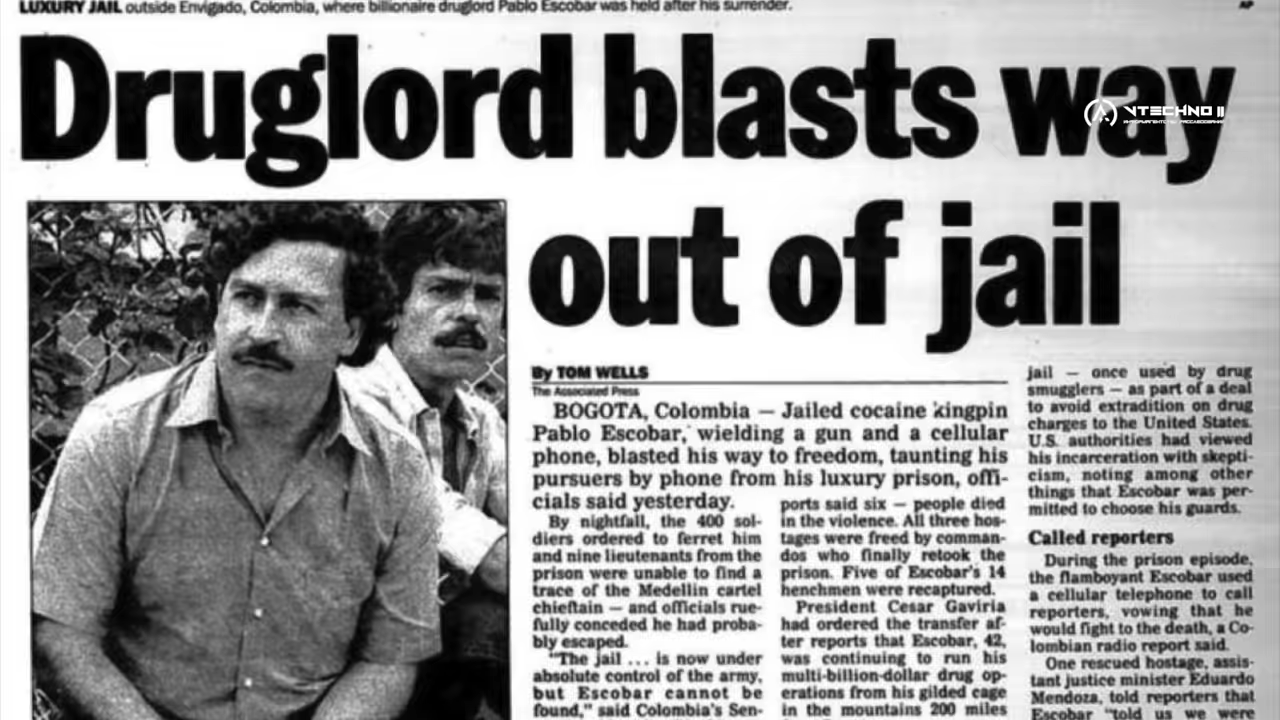 LUXURY JAIL outside Envigado, Colombia, where billionaire druglord Pablo Escobar was held after his surrender.
AP
Druglord blasts way
out of jail
VTECHNO II
By TOM WELLS
The Associated Press
BOGOTA, Colombia — Jailed cocaine kingpin
Pablo Escobar, wielding a gun and a cellular
phone, blasted his way to freedom, taunting his
pursuers by phone from his luxury prison, offi-
cials said yesterday.
By nightfall, the 400 sol-
diers ordered to ferret him
and nine lieutenants from the
prison were unable to find a
trace of the Medellin cartel
chieftain — and officials rue-
fully conceded he had proba-
bly escaped.
"The jail ... is now under
absolute control of the army,
but Escobar cannot be
found," said Colombia's Sen-
ports said six — people died
in the violence. All three hos-
tages were freed by comman-
dos who finally retook the
prison. Five of Escobar's 14
henchmen were recaptured.
President Cesar Gaviria
had ordered the transfer af-
ter reports that Escobar, 42,
was continuing to run his
multi-billion-dollar drug op-
erations from his gilded cage
in the mountains 200 miles
jail — once used by drug
smugglers — as part of a deal
to avoid extradition on drug
charges to the United States.
U.S. authorities had viewed
his incarceration with skepti-
cism, noting among other
things that Escobar was per-
mitted to choose his guards.
Called reporters
During the prison episode,
the flamboyant Escobar used
a cellular telephone to call
reporters, vowing that he
would fight to the death, a Co-
lombian radio report said.
One rescued hostage, assis-
tant justice minister Eduardo
Mendoza, told reporters that
Escobar "told us we were